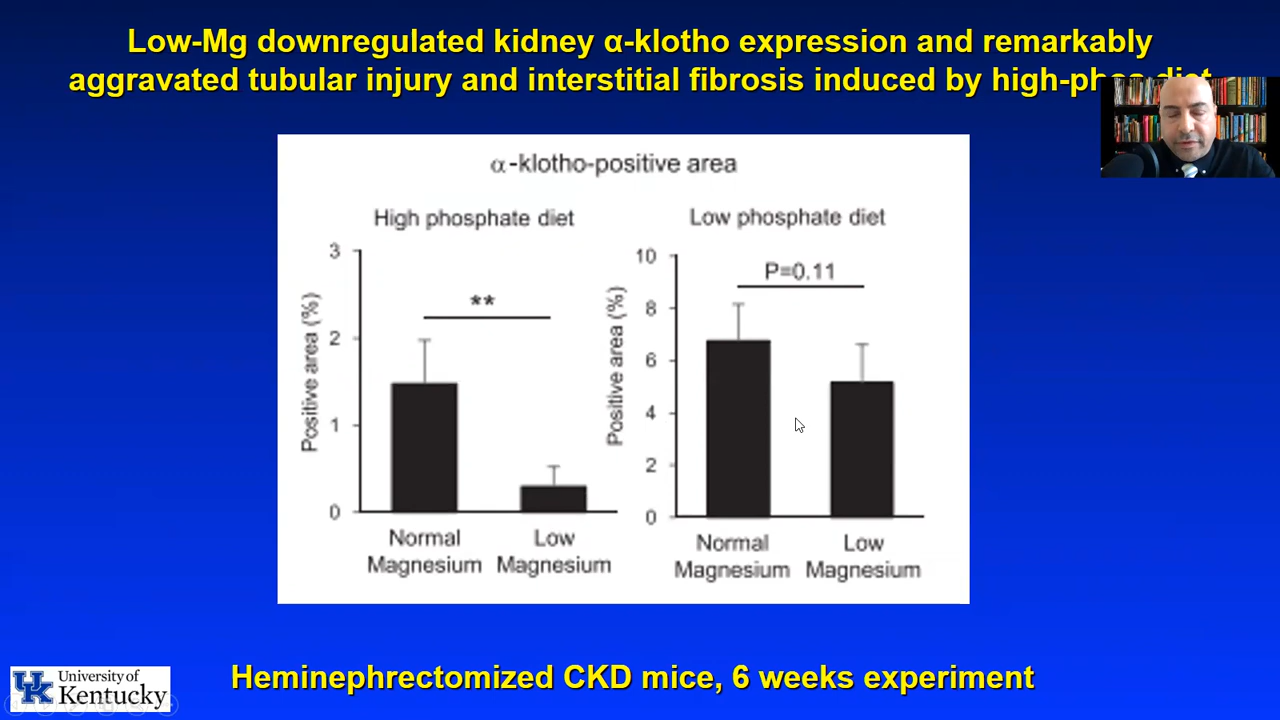 Low-Mg downregulated kidney α-klotho expression and remarkably
aggravated tubular injury and interstitial fibrosis induced by high-phos diet
α-klotho-positive area
High phosphate diet
3
2
1
0
Positive area (%)
**
Normal Magnesium
Low Magnesium
Low phosphate diet
10
8
6
4
2
0
Positive area (%)
P=0.11
Normal Magnesium
Low Magnesium
Heminephrectomized CKD mice, 6 weeks experiment
UK
University of
Kentucky